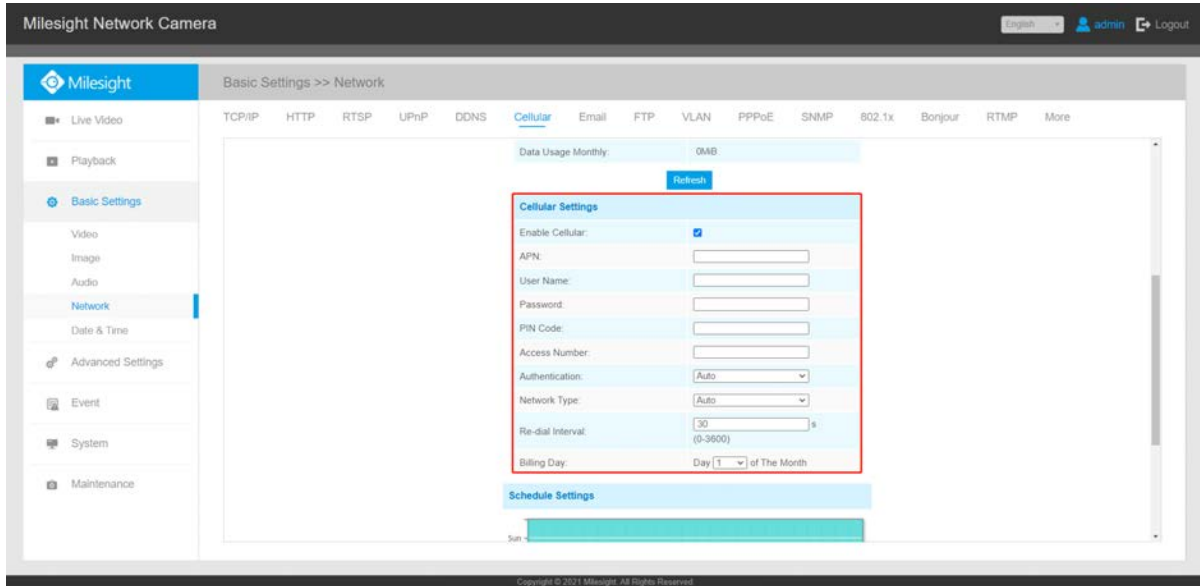 Milesight Network Camera
English
admin
Logout
Milesight
Basic Settings >> Network
Live Video
Playback
Basic Settings
Video
Image
Audio
Network
Date & Time
Advanced Settings
Event
System
Maintenance
TCP/IP HTTP RTSP UPnP DDNS Cellular Email FTP VLAN PPPoE SNMP 802.1x Bonjour RTMP More
Data Usage Monthly: 0MiB
Refresh
Cellular Settings
Enable Cellular:
APN:
User Name:
Password:
PIN Code:
Access Number:
Authentication: Auto
Network Type: Auto
Re-dial Interval: 30 s
(0-3600)
Billing Day: Day 1 of The Month
Schedule Settings
Sun
Copyright © 2021 Milesight. All Rights Reserved